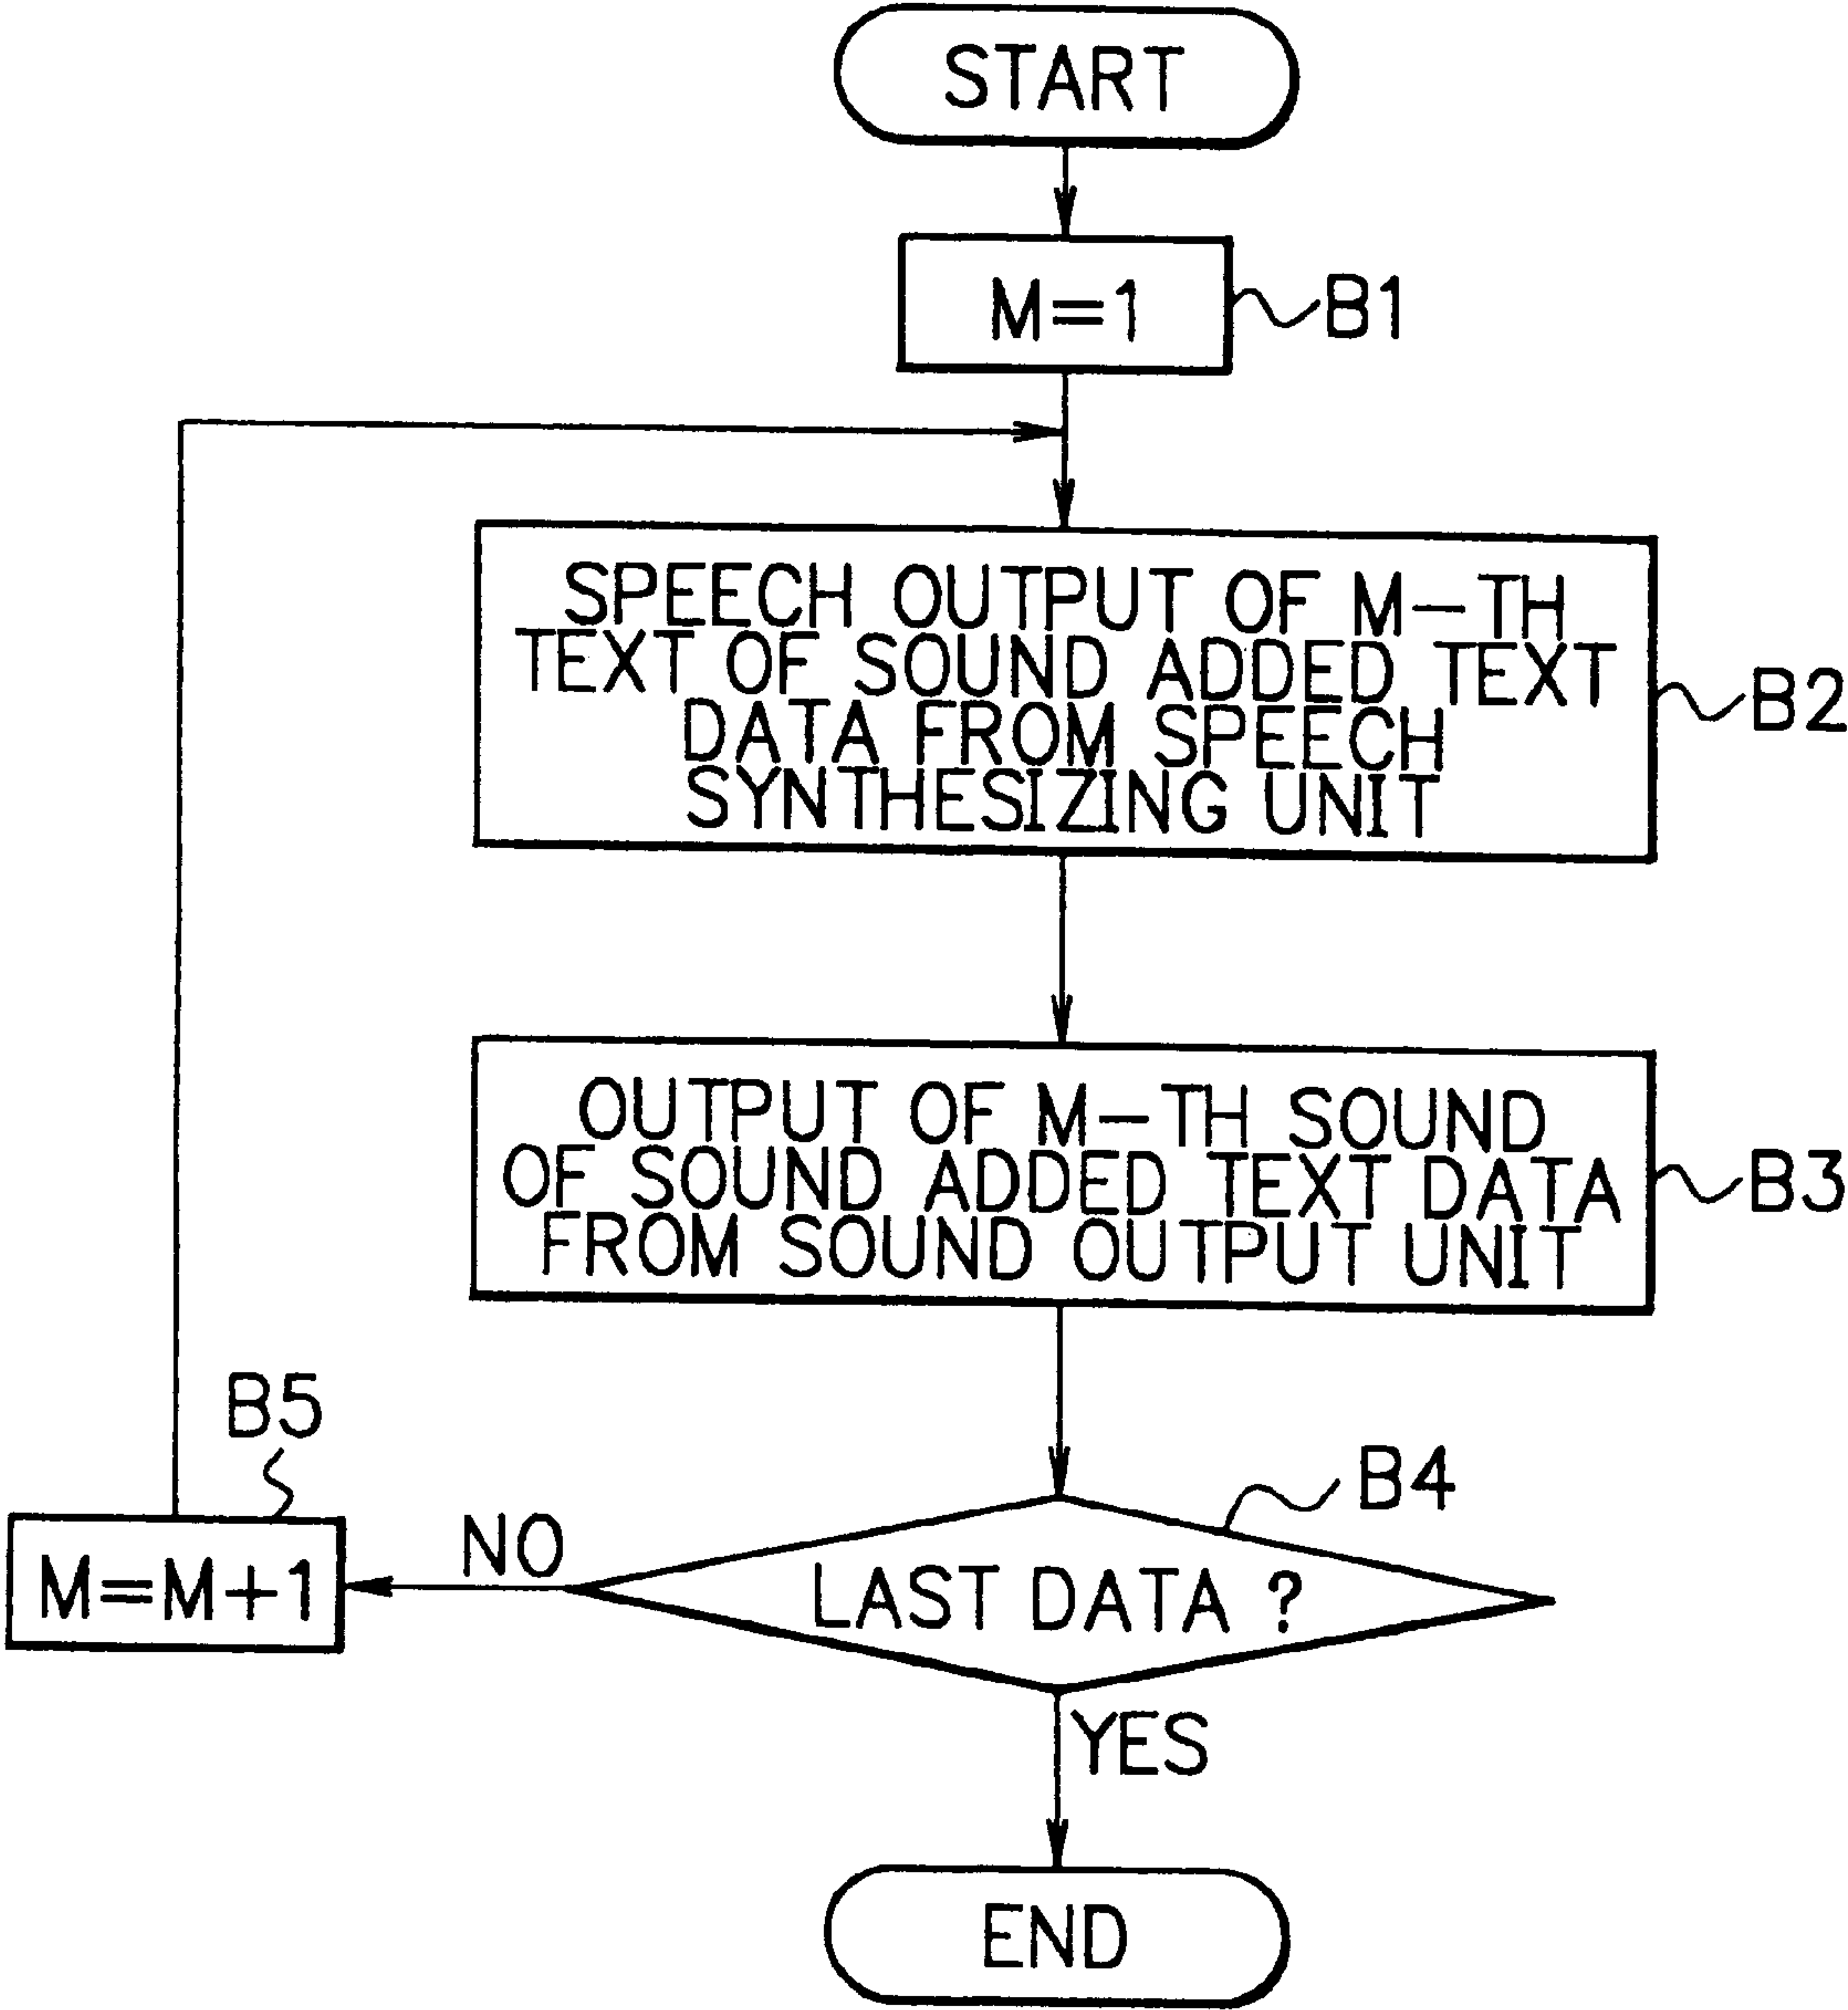 START
M=1
B1
SPEECH OUTPUT OF M-TH
TEXT OF SOUND ADDED TEXT
DATA FROM SPEECH
SYNTHESIZING UNIT
B2
OUTPUT OF M-TH SOUND
OF SOUND ADDED TEXT DATA
FROM SOUND OUTPUT UNIT
B3
B5
B4
NO
M=M+1
LAST DATA ?
YES
END